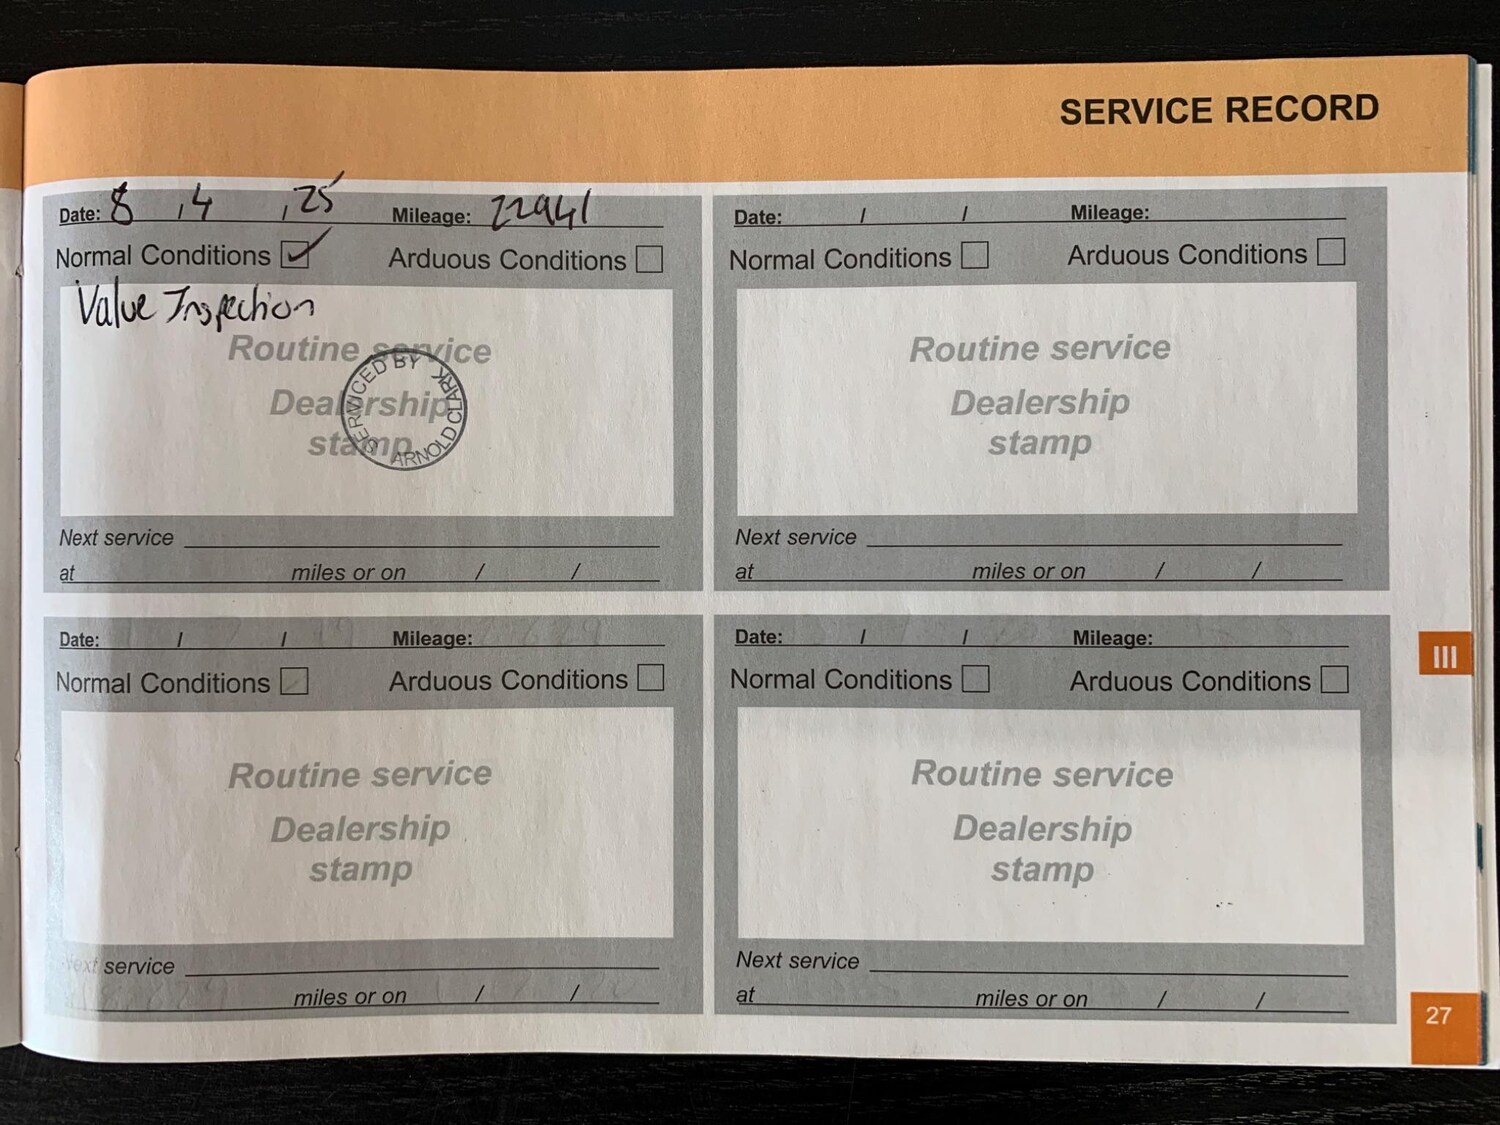 SERVICE RECORD
Date: 8 / 4 / 25 Mileage: 22941
Normal Conditions Arduous Conditions
Value Inspection
Routine service
Dealership
stamp
SERVICED BY ARNOLD CLARK
Next service
at miles or on / /
Date: / / Mileage:
Normal Conditions Arduous Conditions
Routine service
Dealership
stamp
Next service
at miles or on / /
Date: / / Mileage:
Normal Conditions Arduous Conditions
Routine service
Dealership
stamp
Next service
miles or on / /
Date: / / Mileage:
Normal Conditions Arduous Conditions
Routine service
Dealership
stamp
Next service
at miles or on / /
III
27